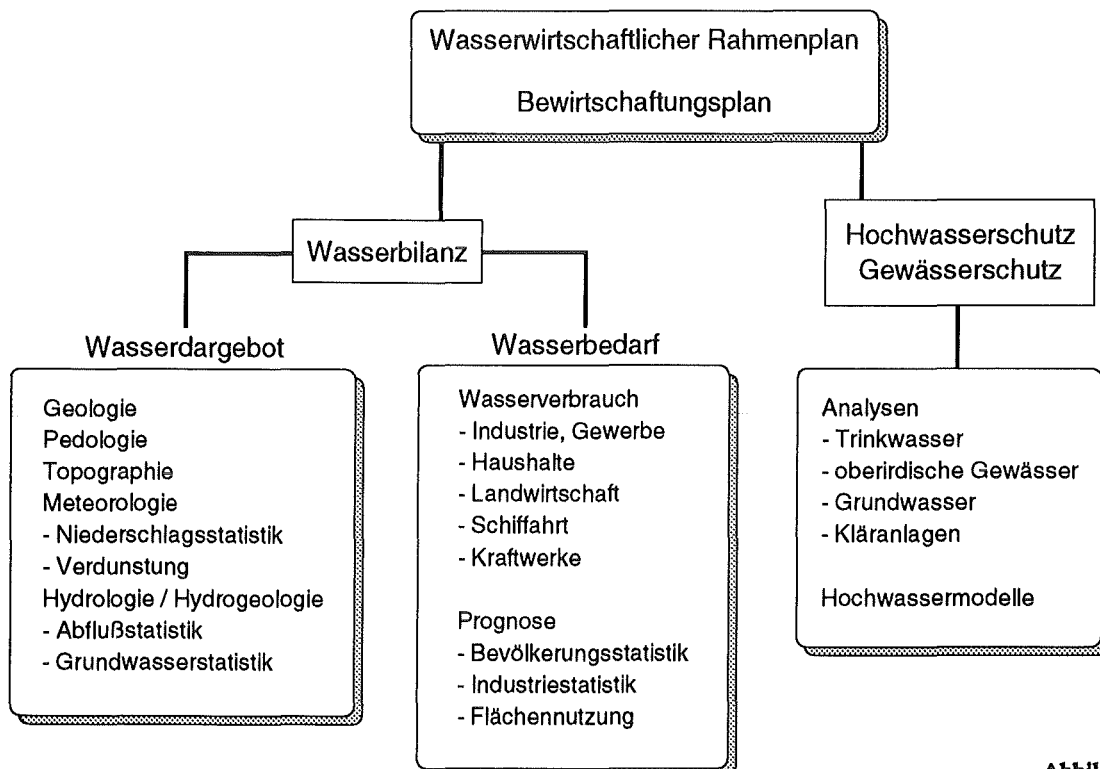 Wasserwirtschaftlicher Rahmenplan
Bewirtschaftungsplan
Wasserbilanz
Hochwasserschutz
Gewässerschutz
Wasserdargebot
Geologie
Pedologie
Topographie
Meteorologie
- Niederschlagsstatistik
- Verdunstung
Hydrologie / Hydrogeologie
- Abflußstatistik
- Grundwasserstatistik
Wasserbedarf
Wasserverbrauch
- Industrie, Gewerbe
- Haushalte
- Landwirtschaft
- Schiffahrt
- Kraftwerke
Prognose
- Bevölkerungsstatistik
- Industriestatistik
- Flächennutzung
Analysen
- Trinkwasser
- oberirdische Gewässer
- Grundwasser
- Kläranlagen
Hochwassermodelle